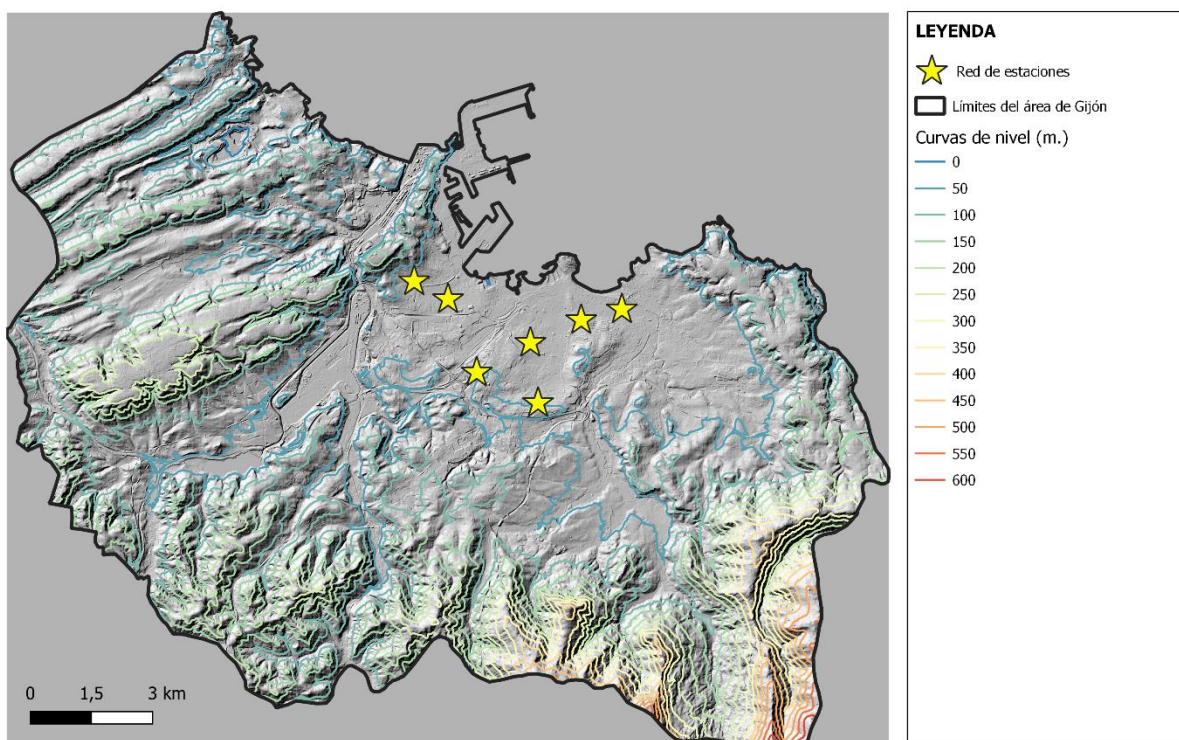 LEYENDA
Red de estaciones
Límites del área de Gijón
Curvas de nivel (m.)
0
50
100
150
200
250
300
350
400
450
500
550
600
0 1,5 3 km